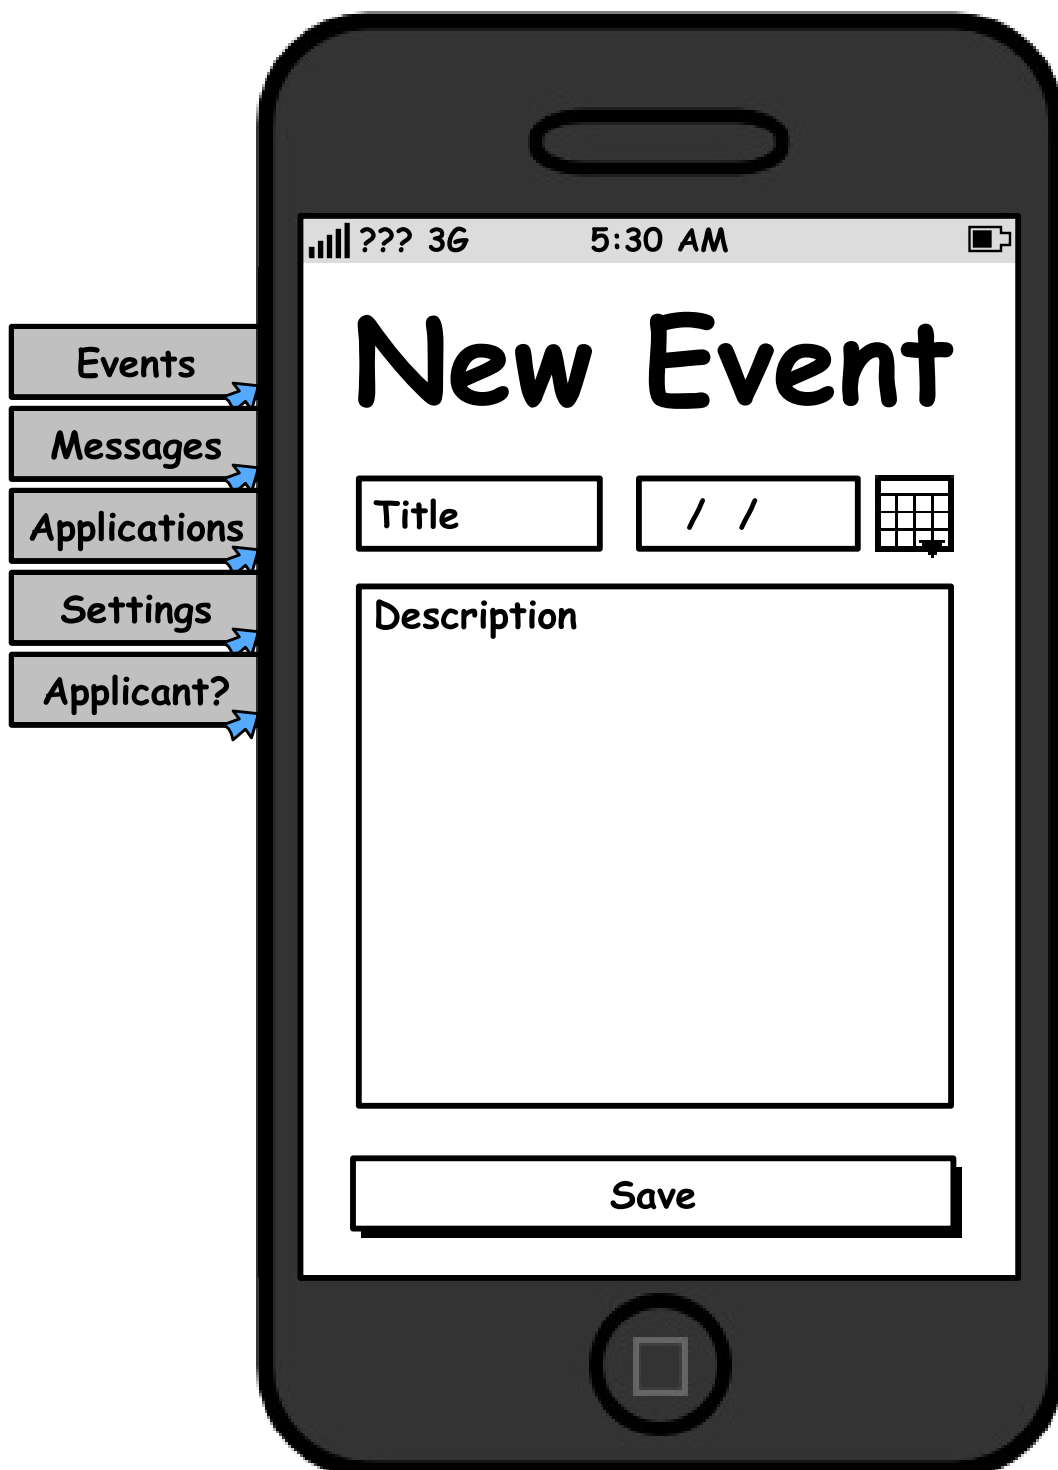 ??? 3G 5:30 AM
New Event
Title
/ /
Description
Save
Events
Messages
Applications
Settings
Applicant?